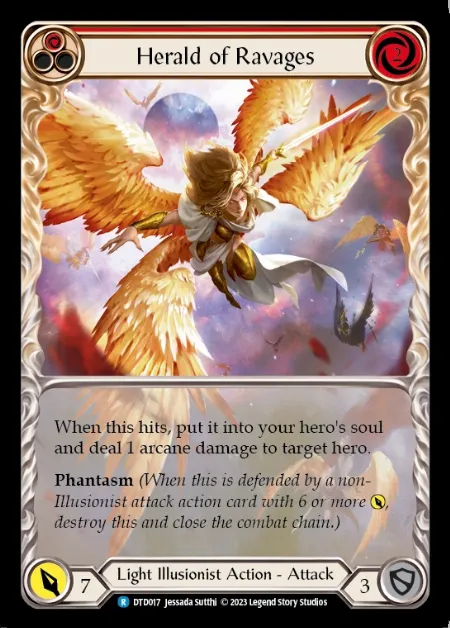 Herald of Ravages
2
When this hits, put it into your hero's soul
and deal 1 arcane damage to target hero.
Phantasm (When this is defended by a non-
Illusionist attack action card with 6 or more ,
destroy this and close the combat chain.)
7
Light Illusionist Action - Attack
3
R DTD017 Jessada Sutthi © 2023 Legend Story Studios